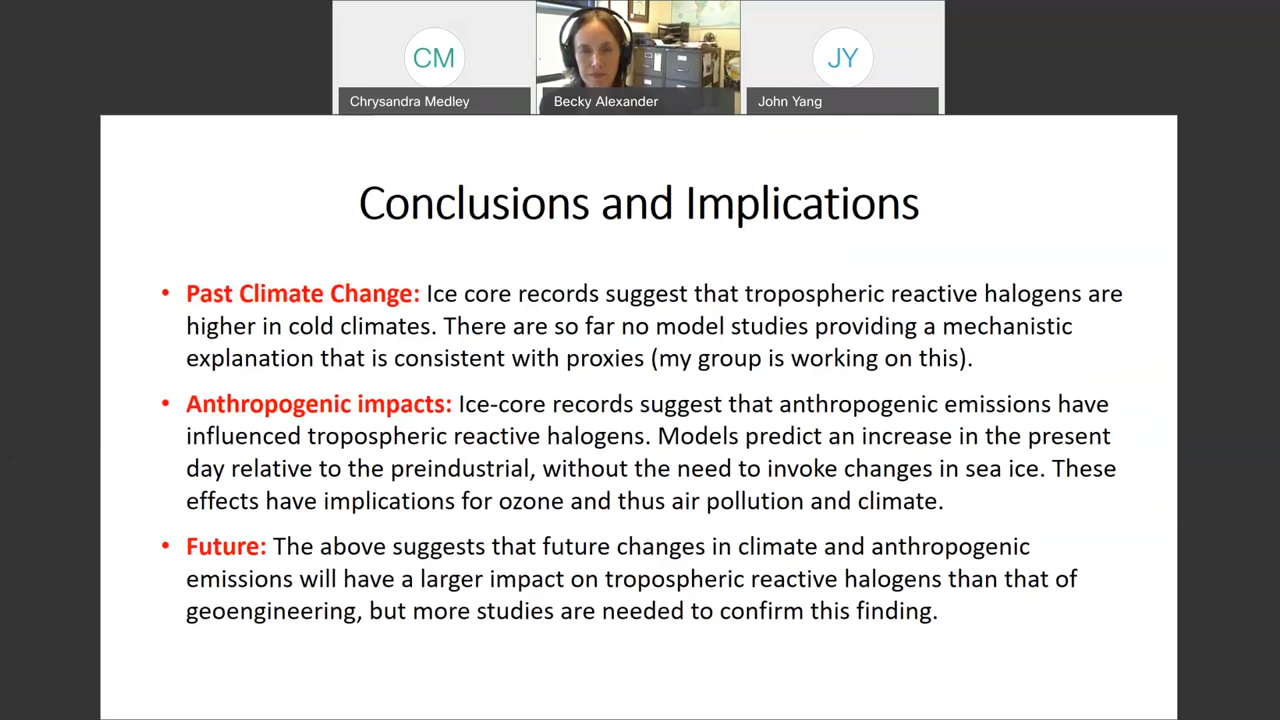 CM
JY
Chrysandra Medley
Becky Alexander
John Yang
Conclusions and Implications
• Past Climate Change: Ice core records suggest that tropospheric reactive halogens are
higher in cold climates. There are so far no model studies providing a mechanistic
explanation that is consistent with proxies (my group is working on this).
• Anthropogenic impacts: Ice-core records suggest that anthropogenic emissions have
influenced tropospheric reactive halogens. Models predict an increase in the present
day relative to the preindustrial, without the need to invoke changes in sea ice. These
effects have implications for ozone and thus air pollution and climate.
• Future: The above suggests that future changes in climate and anthropogenic
emissions will have a larger impact on tropospheric reactive halogens than that of
geoengineering, but more studies are needed to confirm this finding.